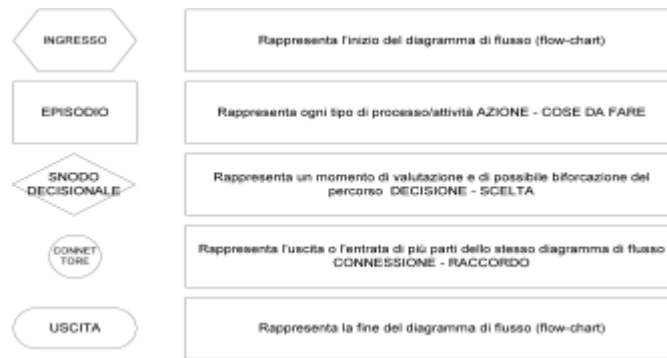 INGRESSO
Rappresenta l'inizio del diagramma di flusso (flow-chart)
EPISODIO
Rappresenta ogni tipo di processo/attività AZIONE - COSE DA FARE
SNODO
DECISIONALE
Rappresenta un momento di valutazione e di possibile biforcazione del
percorso DECISIONE - SCELTA
CONNET
TORE
Rappresenta l'uscita o l'entrata di più parti dello stesso diagramma di flusso
CONNESSIONE - RACCORDO
USCITA
Rappresenta la fine del diagramma di flusso (flow-chart)